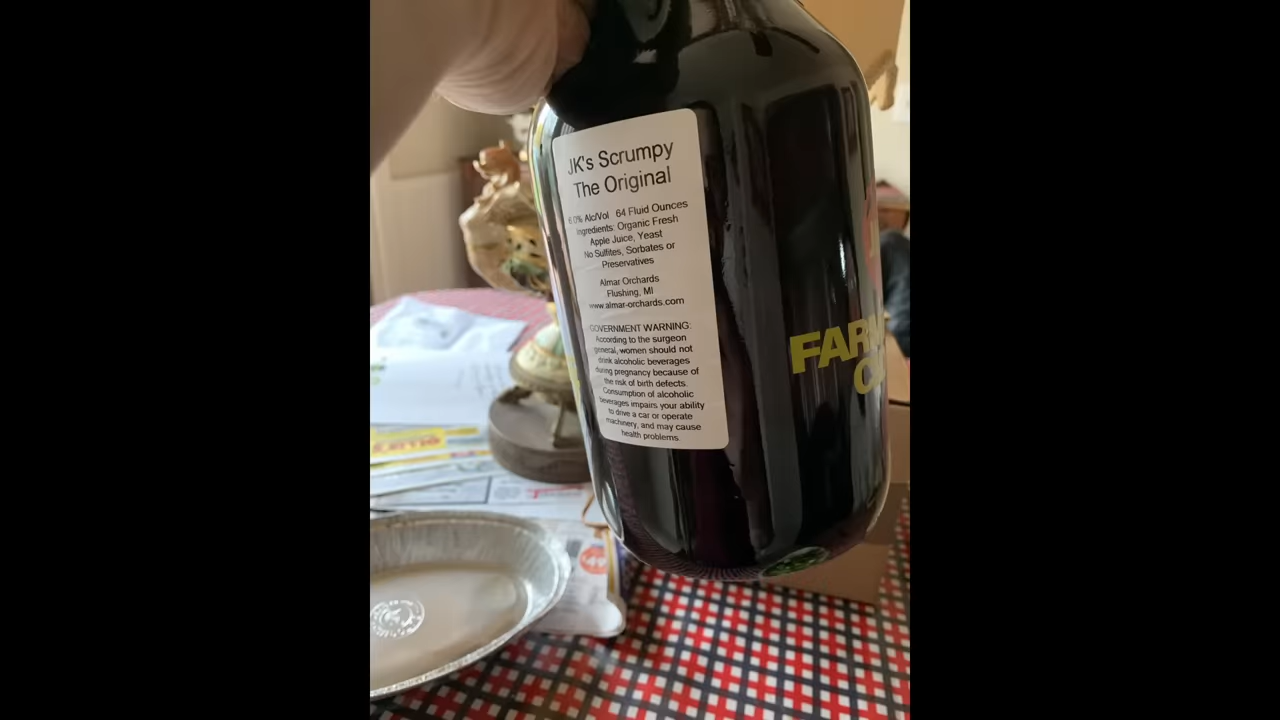 JK's Scrumpy
The Original
6.0% Alc/Vol 64 Fluid Ounces
Ingredients: Organic Fresh
Apple Juice, Yeast
No Sulfites, Sorbates or
Preservatives
Almar Orchards
Flushing, MI
www.almar-orchards.com
GOVERNMENT WARNING:
According to the surgeon
general, women should not
drink alcoholic beverages
during pregnancy because of
the risk of birth defects.
Consumption of alcoholic
beverages impairs your ability
to drive a car or operate
machinery, and may cause
health problems.
FARM